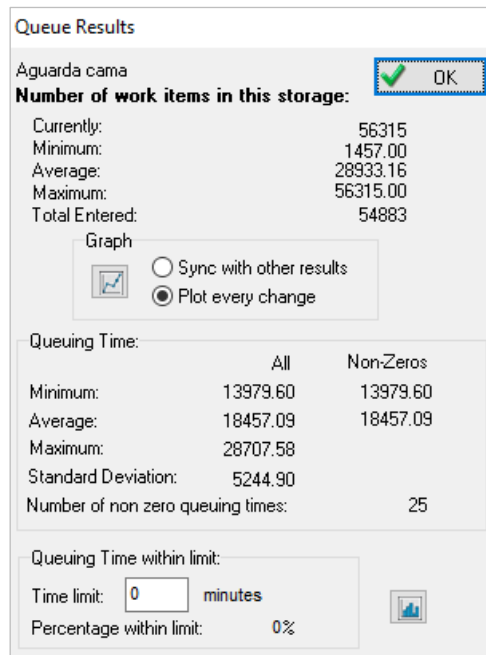 Queue Results
Aguarda cama
OK
Number of work items in this storage:
Currently: 56315
Minimum: 1457.00
Average: 28933.16
Maximum: 56315.00
Total Entered: 54883
Graph
Sync with other results
Plot every change
Queuing Time:
All Non-Zeros
Minimum: 13979.60 13979.60
Average: 18457.09 18457.09
Maximum: 28707.58
Standard Deviation: 5244.90
Number of non zero queuing times: 25
Queuing Time within limit:
Time limit: 0 minutes
Percentage within limit: 0%